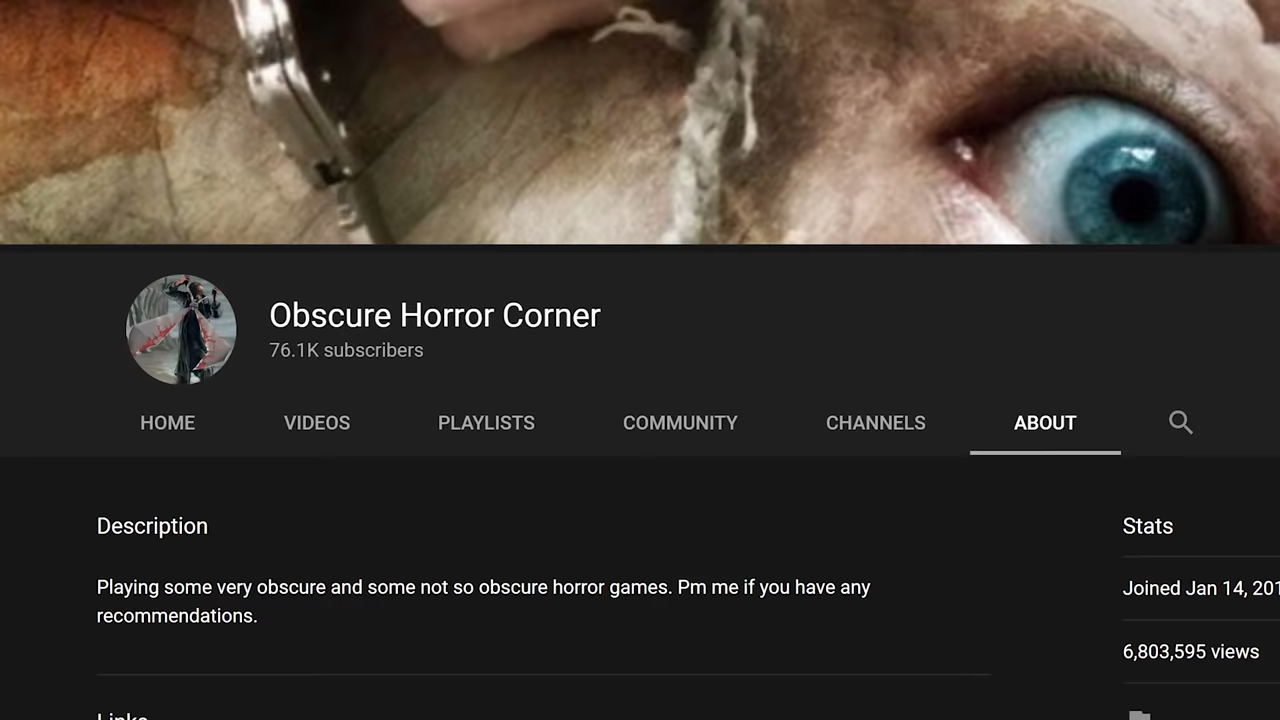 Obscure Horror Corner
76.1K subscribers
HOME VIDEOS PLAYLISTS COMMUNITY CHANNELS ABOUT
Description
Playing some very obscure and some not so obscure horror games. Pm me if you have any
recommendations.
Stats
Joined Jan 14, 201
6,803,595 views
Links